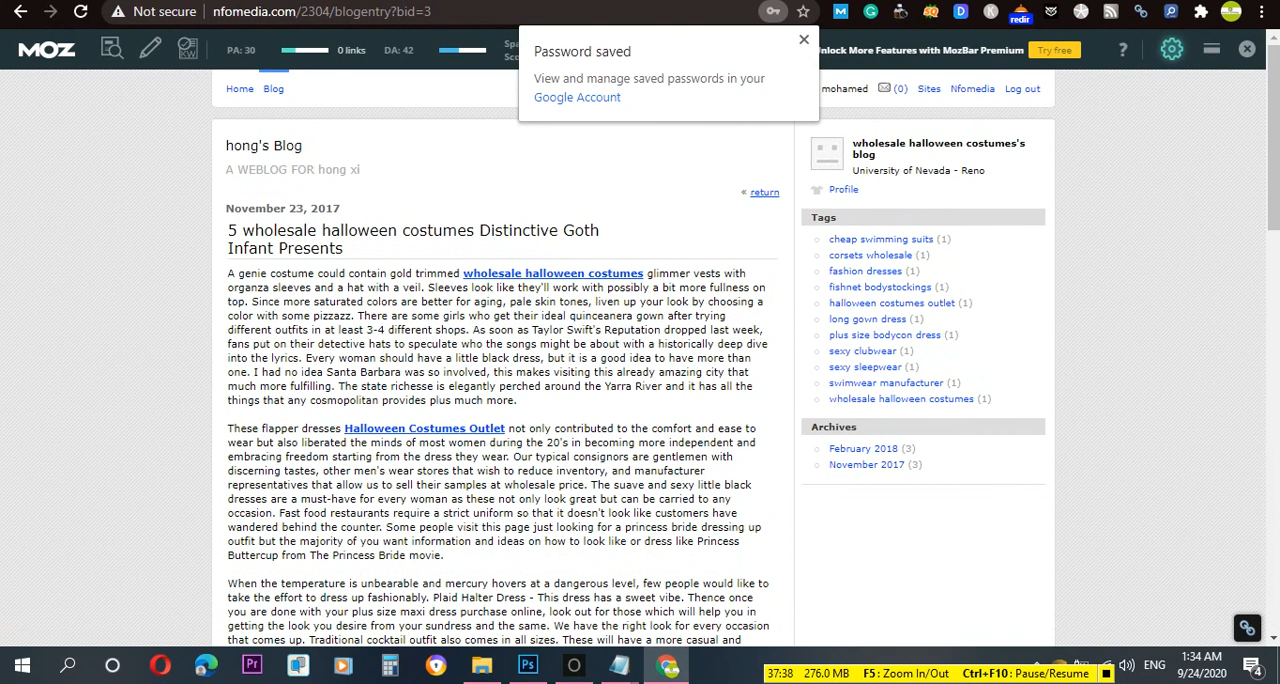 Not secure | nfomedia.com/2304/blogentry?bid=3
redir
MOZ
PA: 30
0 links
DA: 42
Unlock More Features with MozBar Premium
Try free
Password saved
View and manage saved passwords in your
Google Account
Home Blog
mohamed (0) Sites Nfomedia Log out
hong's Blog
A WEBLOG FOR hong xi
« return
November 23, 2017
5 wholesale halloween costumes Distinctive Goth
Infant Presents
A genie costume could contain gold trimmed wholesale halloween costumes glimmer vests with
organza sleeves and a hat with a veil. Sleeves look like they'll work with possibly a bit more fullness on
top. Since more saturated colors are better for aging, pale skin tones, liven up your look by choosing a
color with some pizzazz. There are some girls who get their ideal quinceanera gown after trying
different outfits in at least 3-4 different shops. As soon as Taylor Swift's Reputation dropped last week,
fans put on their detective hats to speculate who the songs might be about with a historically deep dive
into the lyrics. Every woman should have a little black dress, but it is a good idea to have more than
one. I had no idea Santa Barbara was so involved, this makes visiting this already amazing city that
much more fulfilling. The state richesse is elegantly perched around the Yarra River and it has all the
things that any cosmopolitan provides plus much more.
These flapper dresses Halloween Costumes Outlet not only contributed to the comfort and ease to
wear but also liberated the minds of most women during the 20's in becoming more independent and
embracing freedom starting from the dress they wear. Our typical consignors are gentlemen with
discerning tastes, other men's wear stores that wish to reduce inventory, and manufacturer
representatives that allow us to sell their samples at wholesale price. The suave and sexy little black
dresses are a must-have for every woman as these not only look great but can be carried to any
occasion. Fast food restaurants require a strict uniform so that it doesn't look like customers have
wandered behind the counter. Some people visit this page just looking for a princess bride dressing up
outfit but the majority of you want information and ideas on how to look like or dress like Princess
Buttercup from The Princess Bride movie.
When the temperature is unbearable and mercury hovers at a dangerous level, few people would like to
take the effort to dress up fashionably. Plaid Halter Dress - This dress has a sweet vibe. Thence once
you are done with your plus size maxi dress purchase online, look out for those which will help you in
getting the look you desire from your sundress and the same. We have the right look for every occasion
that comes up. Traditional cocktail outfit also comes in all sizes. These will have a more casual and
wholesale halloween costumes's
blog
University of Nevada - Reno
Profile
Tags
cheap swimming suits (1)
corsets wholesale (1)
fashion dresses (1)
fishnet bodystockings (1)
halloween costumes outlet (1)
long gown dress (1)
plus size bodycon dress (1)
sexy clubwear (1)
sexy sleepwear (1)
swimwear manufacturer (1)
wholesale halloween costumes (1)
Archives
February 2018 (3)
November 2017 (3)
ENG
1:34 AM
9/24/2020
4
37:38 276.0 MB F5: Zoom In/Out Ctrl+F10: Pause/Resume